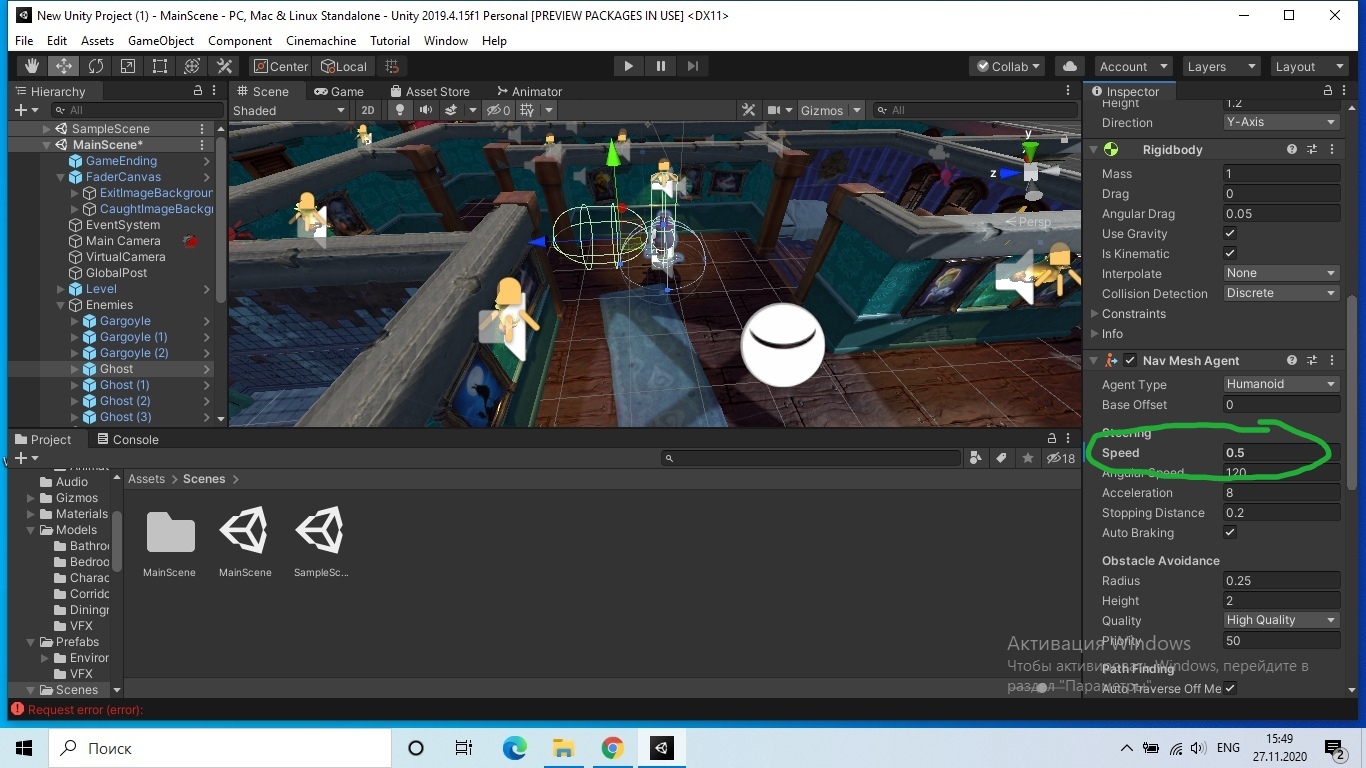 New Unity Project (1) - MainScene - PC, Mac & Linux Standalone - Unity 2019.4.15f1 Personal [PREVIEW PACKAGES IN USE] <DX11>
File Edit Assets GameObject Component Cinemachine Tutorial Window Help
Center Local Collab Account Layers Layout
Hierarchy
All
SampleScene
MainScene*
GameEnding
FaderCanvas
ExitImageBackgroun
CaughtImageBackg
EventSystem
Main Camera
VirtualCamera
GlobalPost
Level
Enemies
Gargoyle
Gargoyle (1)
Gargoyle (2)
Ghost
Ghost (1)
Ghost (2)
Ghost (3)
Scene Game Asset Store Animator
Shaded 2D 0 Gizmos All
y
z
Persp
Inspector
Height 1.2
Direction Y-Axis
Rigidbody
Mass 1
Drag 0
Angular Drag 0.05
Use Gravity
Is Kinematic
Interpolate None
Collision Detection Discrete
Constraints
Info
Nav Mesh Agent
Agent Type Humanoid
Base Offset 0
Steering
Speed 0.5
Angular Speed 120
Acceleration 8
Stopping Distance 0.2
Auto Braking
Obstacle Avoidance
Radius 0.25
Height 2
Quality High Quality
Priority 50
Path Finding
Auto Traverse Off Me
Активация Windows
Чтобы активировать Windows, перейдите в
раздел "Параметры".
Project Console
18
Audio
Gizmos
Materials
Models
Bathro
Bedroo
Charac
Corrido
Diningr
VFX
Prefabs
Enviror
VFX
Scenes
Assets > Scenes >
MainScene MainScene SampleSc...
Request error (error):
Поиск
ENG
15:49
27.11.2020
2